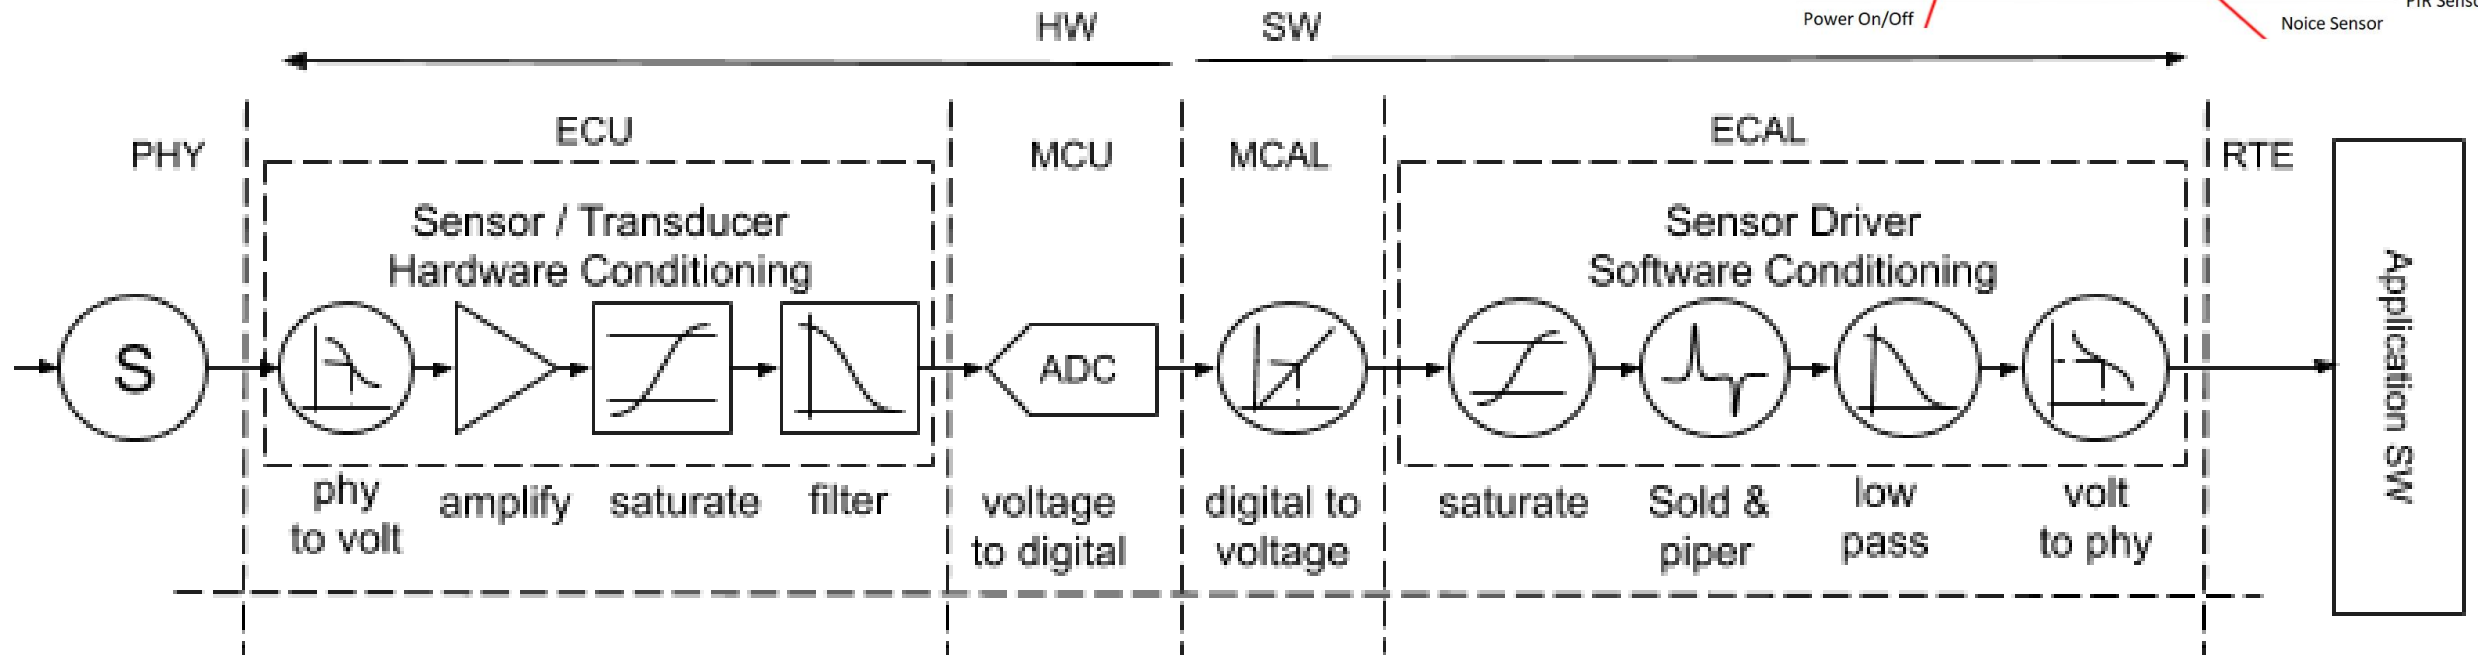 HW
SW
Power On/Off
Noice Sensor
PHY
ECU
MCU
MCAL
ECAL
RTE
Sensor / Transducer
Hardware Conditioning
Sensor Driver
Software Conditioning
S
ADC
Application SW
phy
to volt
amplify
saturate
filter
voltage
to digital
digital to
voltage
saturate
Sold &
piper
low
pass
volt
to phy